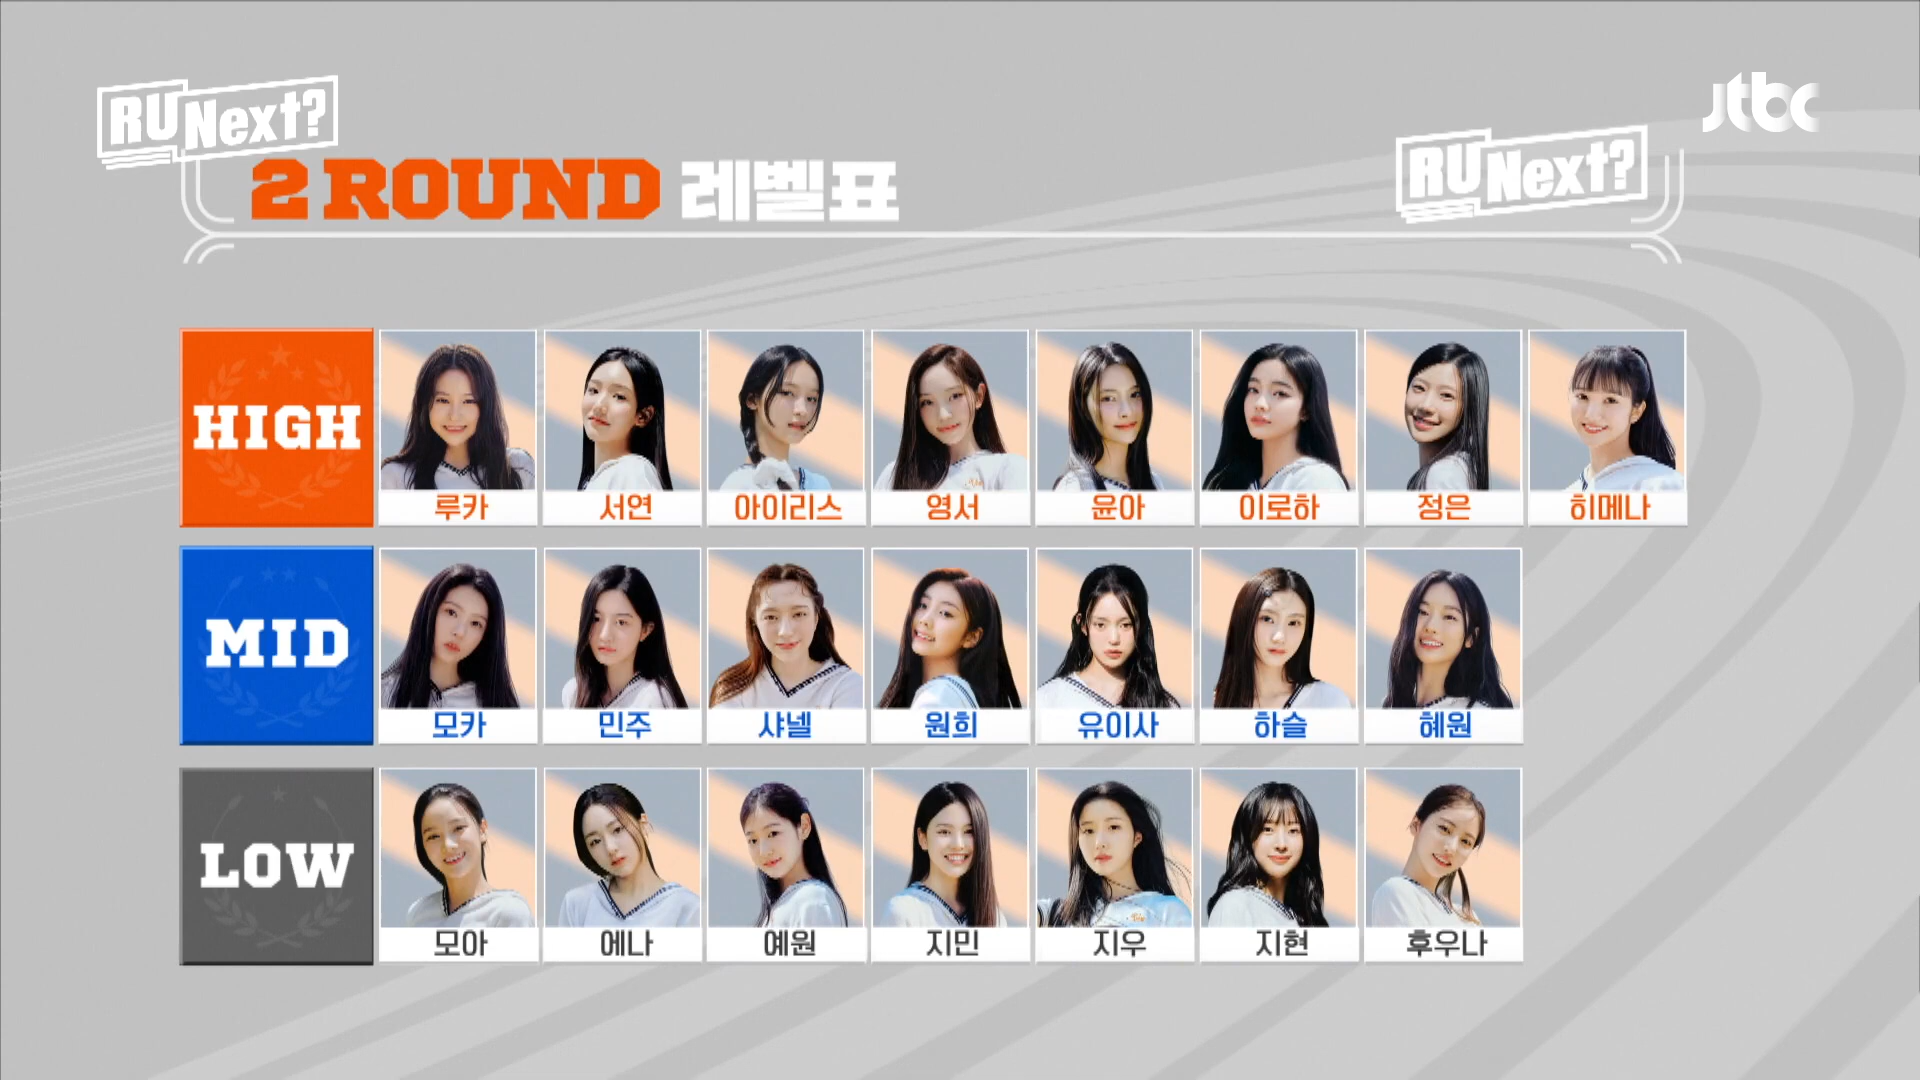 RU Next?
jtbc
2 ROUND 레벨표
RU Next?
HIGH
루카 서연 아이리스 영서 윤아 이로하 정은 히메나
MID
모카 민주 샤넬 원희 유이사 하슬 혜원
LOW
모아 에나 예원 지민 지우 지현 후우나